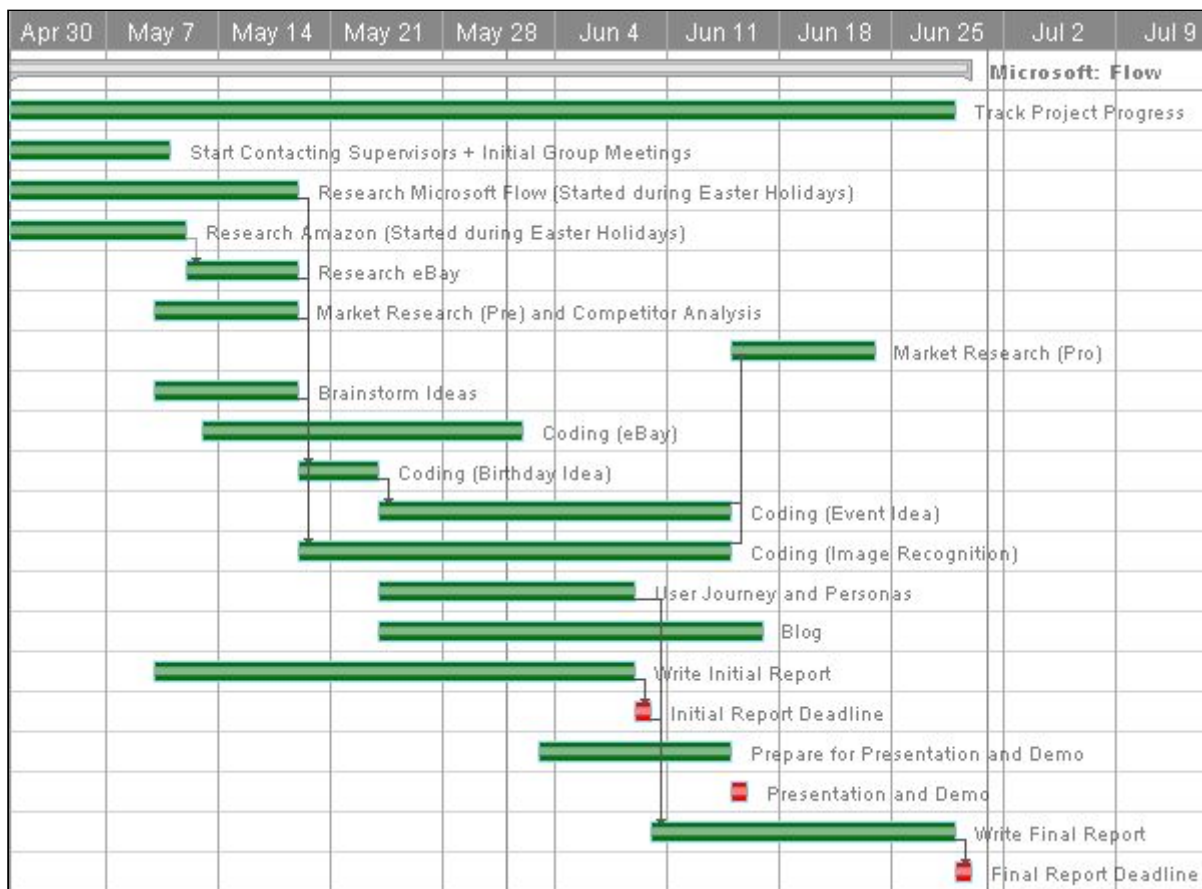 Apr 30 May 7 May 14 May 21 May 28 Jun 4 Jun 11 Jun 18 Jun 25 Jul 2 Jul 9
Microsoft: Flow
Track Project Progress
Start Contacting Supervisors + Initial Group Meetings
Research Microsoft Flow (Started during Easter Holidays)
Research Amazon (Started during Easter Holidays)
Research eBay
Market Research (Pre) and Competitor Analysis
Market Research (Pro)
Brainstorm Ideas
Coding (eBay)
Coding (Birthday Idea)
Coding (Event Idea)
Coding (Image Recognition)
User Journey and Personas
Blog
Write Initial Report
Initial Report Deadline
Prepare for Presentation and Demo
Presentation and Demo
Write Final Report
Final Report Deadline